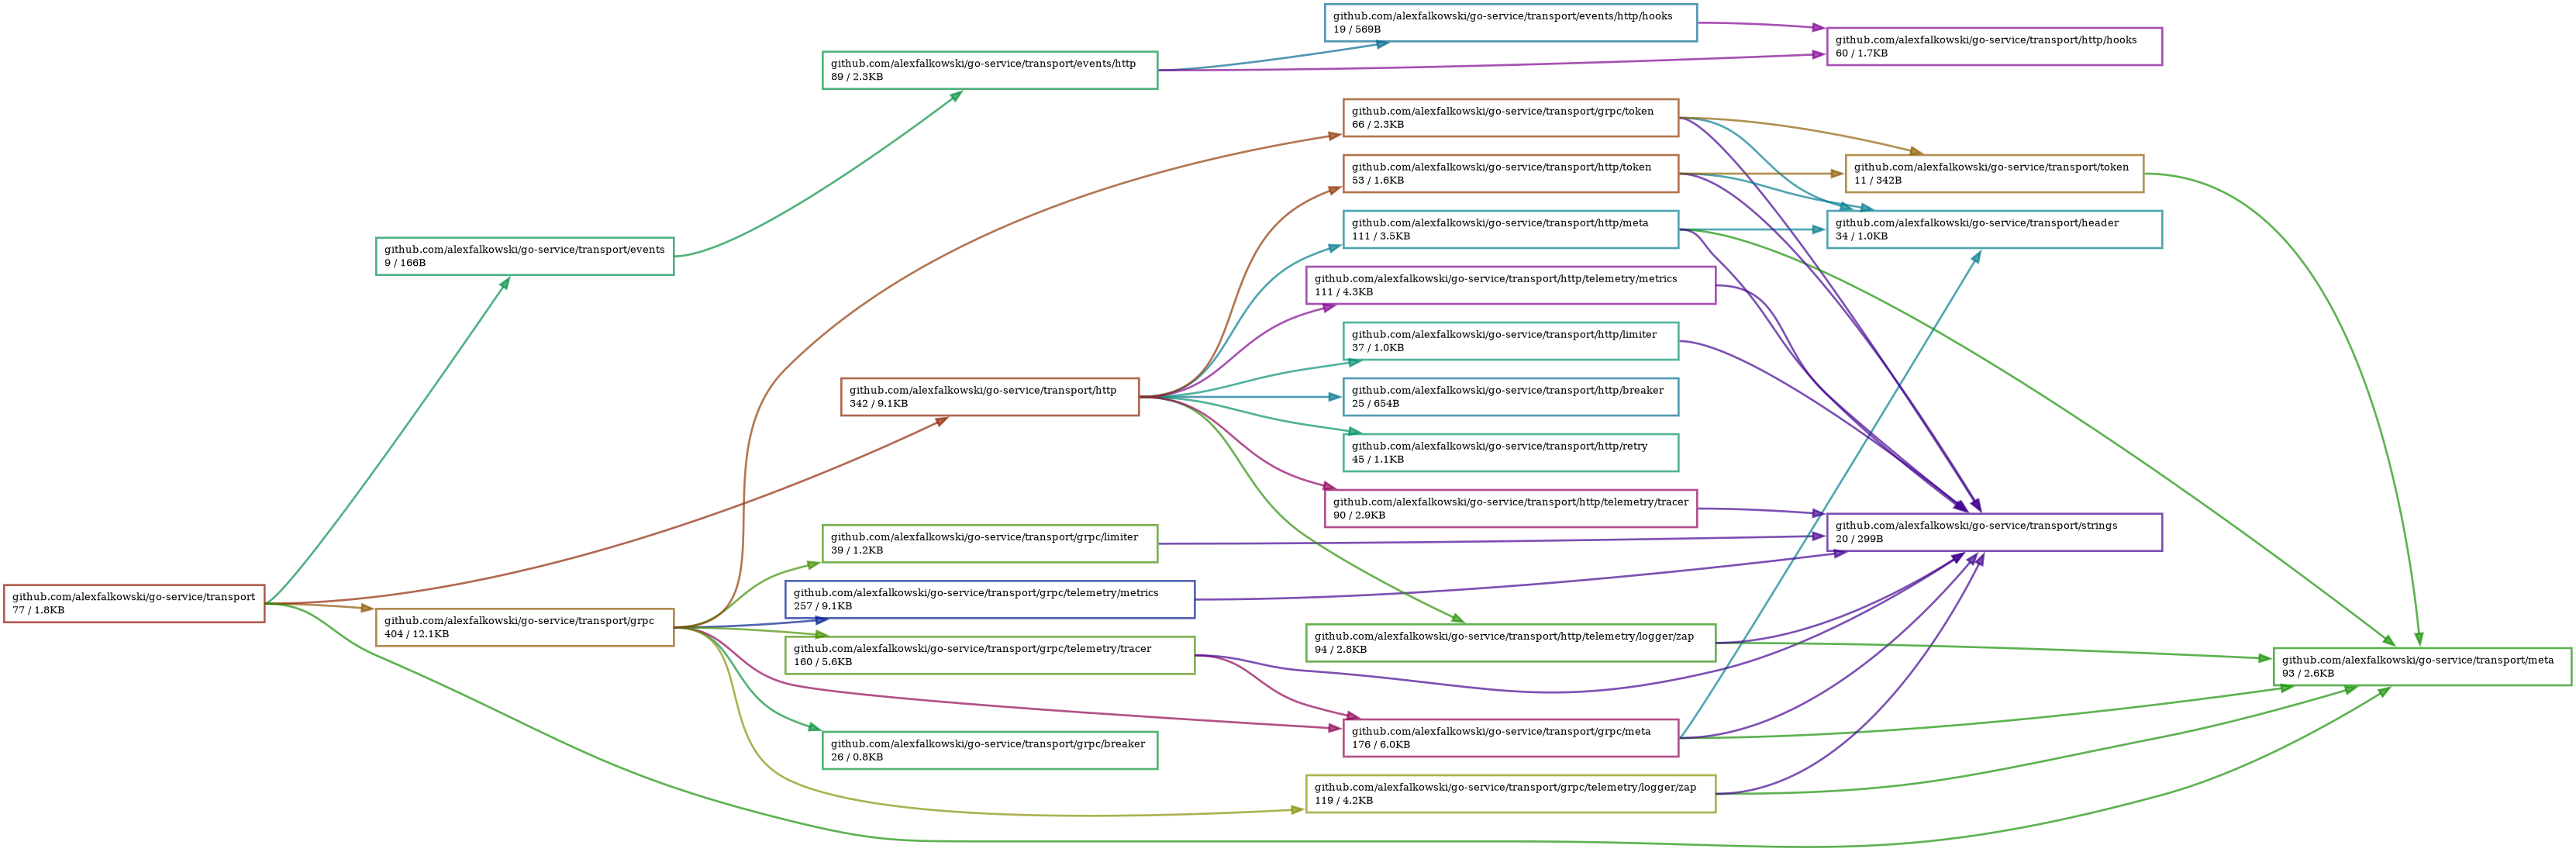 github.com/alexfalkowski/go-service/transport/events/http/hooks
19 / 569B
github.com/alexfalkowski/go-service/transport/http/hooks
60 / 1.7KB
github.com/alexfalkowski/go-service/transport/events/http
89 / 2.3KB
github.com/alexfalkowski/go-service/transport/grpc/token
66 / 2.3KB
github.com/alexfalkowski/go-service/transport/http/token
53 / 1.6KB
github.com/alexfalkowski/go-service/transport/token
11 / 342B
github.com/alexfalkowski/go-service/transport/http/meta
111 / 3.5KB
github.com/alexfalkowski/go-service/transport/header
34 / 1.0KB
github.com/alexfalkowski/go-service/transport/events
9 / 166B
github.com/alexfalkowski/go-service/transport/http/telemetry/metrics
111 / 4.3KB
github.com/alexfalkowski/go-service/transport/http/limiter
37 / 1.0KB
github.com/alexfalkowski/go-service/transport/http
342 / 9.1KB
github.com/alexfalkowski/go-service/transport/http/breaker
25 / 654B
github.com/alexfalkowski/go-service/transport/http/retry
45 / 1.1KB
github.com/alexfalkowski/go-service/transport/http/telemetry/tracer
90 / 2.9KB
github.com/alexfalkowski/go-service/transport/strings
20 / 299B
github.com/alexfalkowski/go-service/transport/grpc/limiter
39 / 1.2KB
github.com/alexfalkowski/go-service/transport
77 / 1.8KB
github.com/alexfalkowski/go-service/transport/grpc/telemetry/metrics
257 / 9.1KB
github.com/alexfalkowski/go-service/transport/grpc
404 / 12.1KB
github.com/alexfalkowski/go-service/transport/http/telemetry/logger/zap
94 / 2.8KB
github.com/alexfalkowski/go-service/transport/grpc/telemetry/tracer
160 / 5.6KB
github.com/alexfalkowski/go-service/transport/meta
93 / 2.6KB
github.com/alexfalkowski/go-service/transport/grpc/meta
176 / 6.0KB
github.com/alexfalkowski/go-service/transport/grpc/breaker
26 / 0.8KB
github.com/alexfalkowski/go-service/transport/grpc/telemetry/logger/zap
119 / 4.2KB